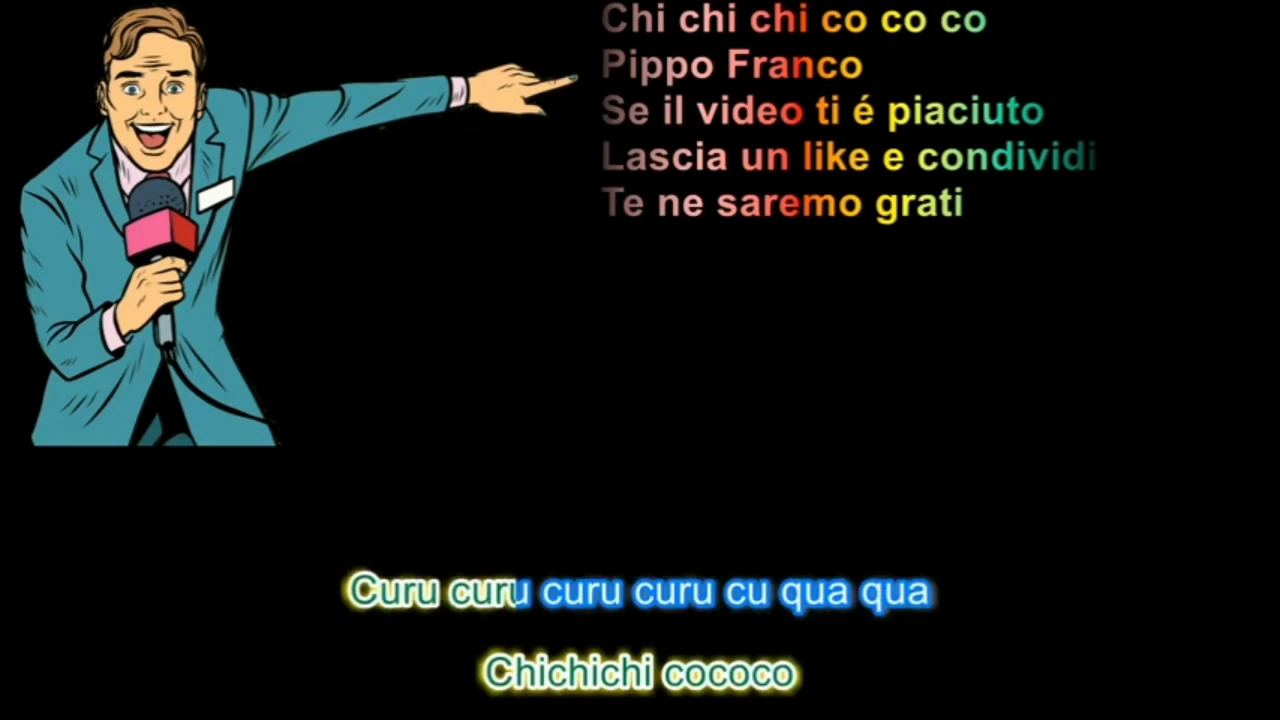 Chi chi chi co co co
Pippo Franco
Se il video ti é piaciuto
Lascia un like e condividi
Te ne saremo grati
Curu curu curu curu cu qua qua
Chichichi cococo